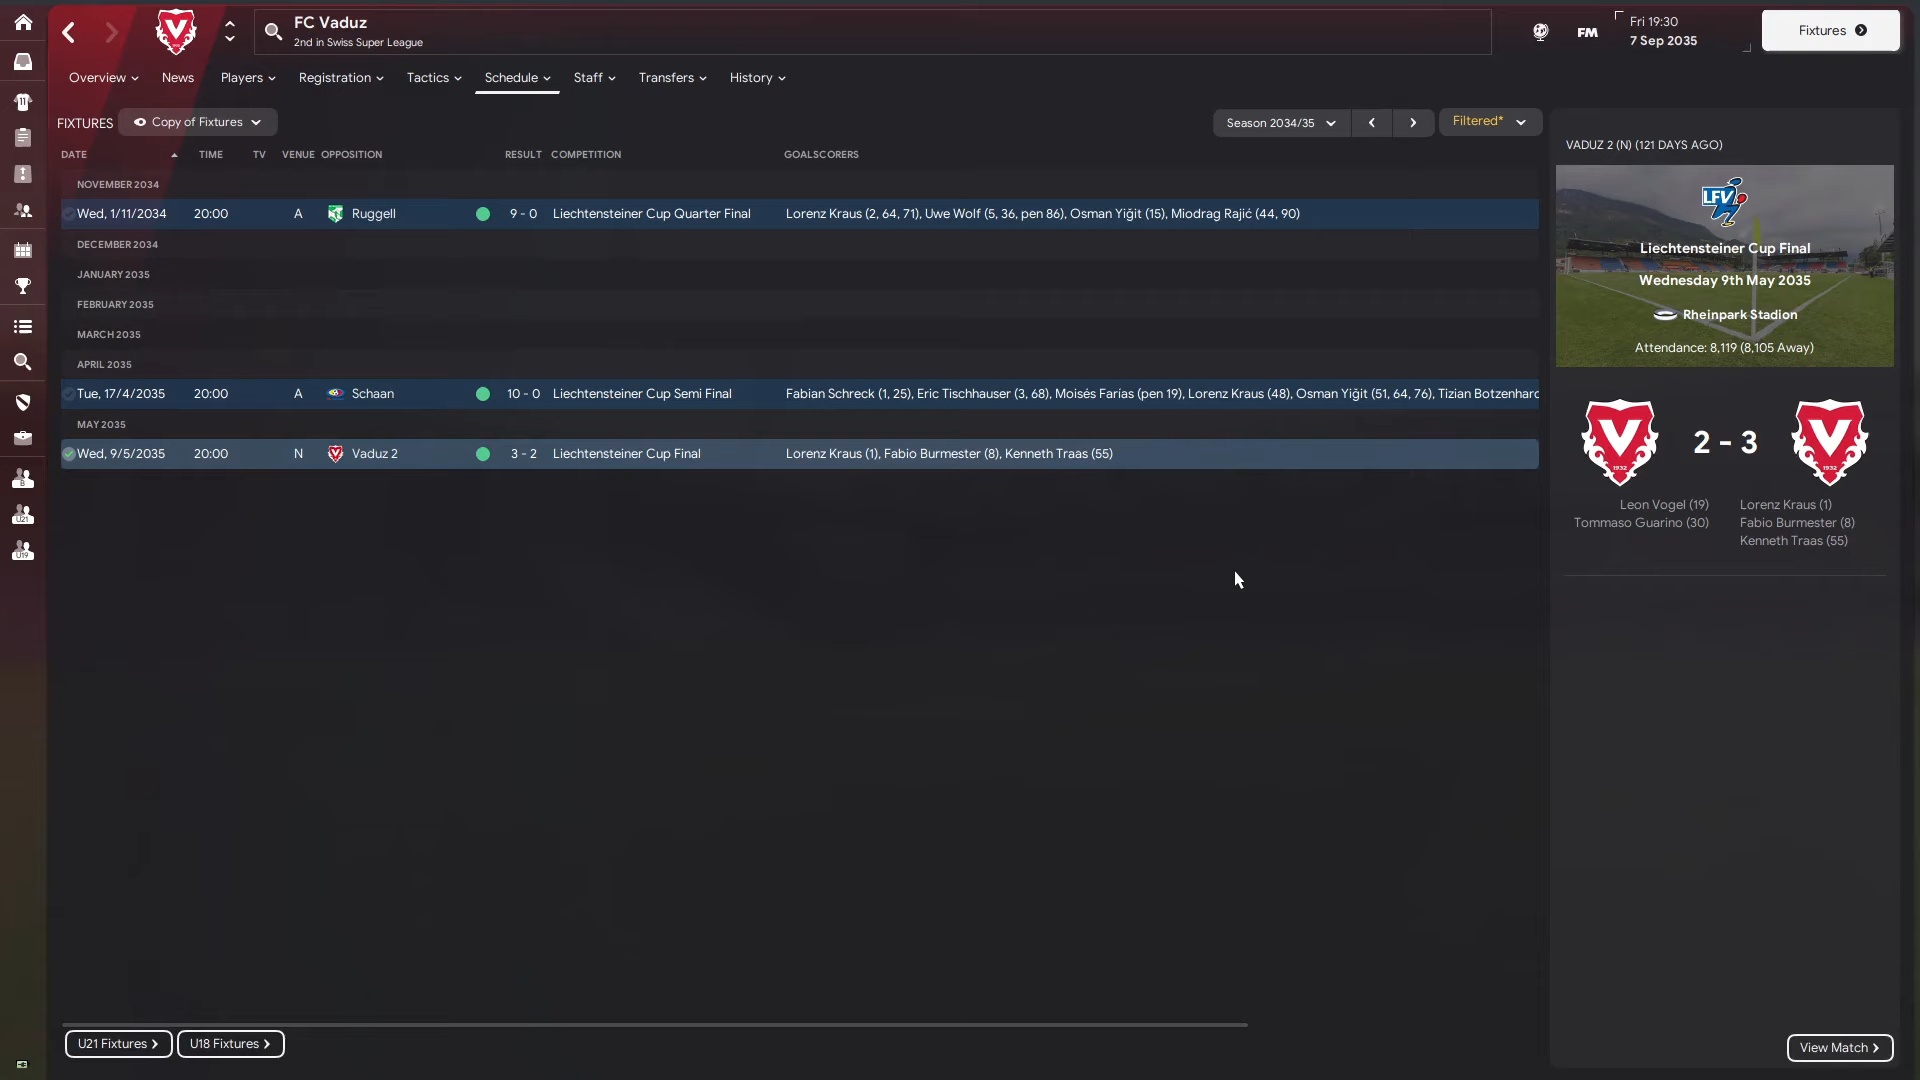 FC Vaduz
2nd in Swiss Super League
FM
Fri 19:30
7 Sep 2035
Fixtures
Overview
News
Players
Registration
Tactics
Schedule
Staff
Transfers
History
FIXTURES
Copy of Fixtures
Season 2034/35
Filtered*
DATE TIME TV VENUE OPPOSITION RESULT COMPETITION GOALSCORERS
NOVEMBER 2034
Wed, 1/11/2034 20:00 A Ruggell 9 - 0 Liechtensteiner Cup Quarter Final Lorenz Kraus (2, 64, 71), Uwe Wolf (5, 36, pen 86), Osman Yiğit (15), Miodrag Rajić (44, 90)
DECEMBER 2034
JANUARY 2035
FEBRUARY 2035
MARCH 2035
APRIL 2035
Tue, 17/4/2035 20:00 A Schaan 10 - 0 Liechtensteiner Cup Semi Final Fabian Schreck (1, 25), Eric Tischhauser (3, 68), Moisés Farías (pen 19), Lorenz Kraus (48), Osman Yiğit (51, 64, 76), Tizian Botzenhard
MAY 2035
Wed, 9/5/2035 20:00 N Vaduz 2 3 - 2 Liechtensteiner Cup Final Lorenz Kraus (1), Fabio Burmester (8), Kenneth Traas (55)
U21 Fixtures
U18 Fixtures
VADUZ 2 (N) (121 DAYS AGO)
LFV
Liechtensteiner Cup Final
Wednesday 9th May 2035
Rheinpark Stadion
Attendance: 8,119 (8,105 Away)
V 1932
2 - 3
V 1932
Leon Vogel (19)
Tommaso Guarino (30)
Lorenz Kraus (1)
Fabio Burmester (8)
Kenneth Traas (55)
View Match
11
B
U21
U19